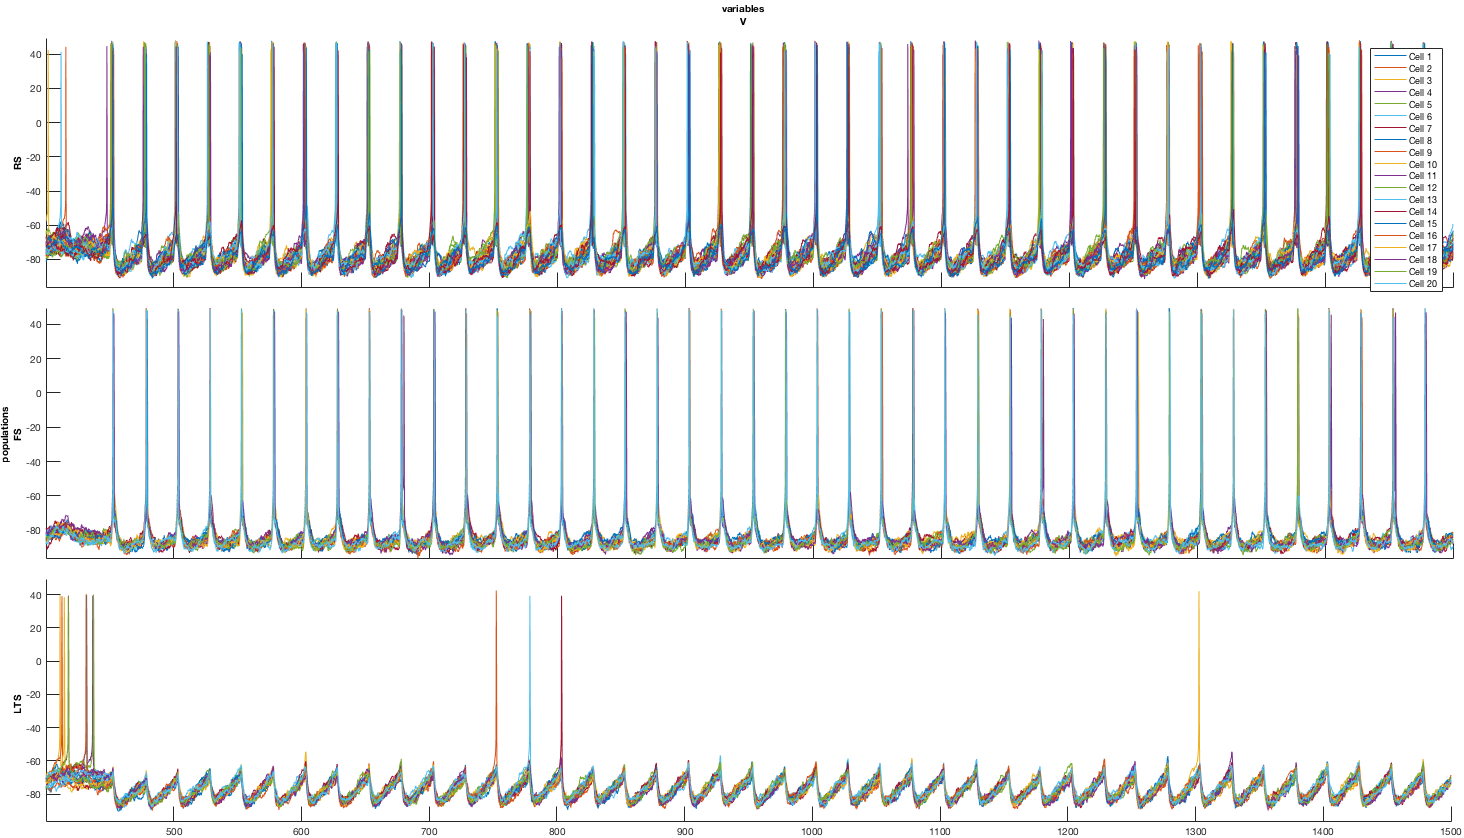 variables
V
RS
40
20
0
-20
-40
-60
-80
Cell 1
Cell 2
Cell 3
Cell 4
Cell 5
Cell 6
Cell 7
Cell 8
Cell 9
Cell 10
Cell 11
Cell 12
Cell 13
Cell 14
Cell 15
Cell 16
Cell 17
Cell 18
Cell 19
Cell 20
populations
FS
40
20
0
-20
-40
-60
-80
LTS
40
20
0
-20
-40
-60
-80
500 600 700 800 900 1000 1100 1200 1300 1400 1500